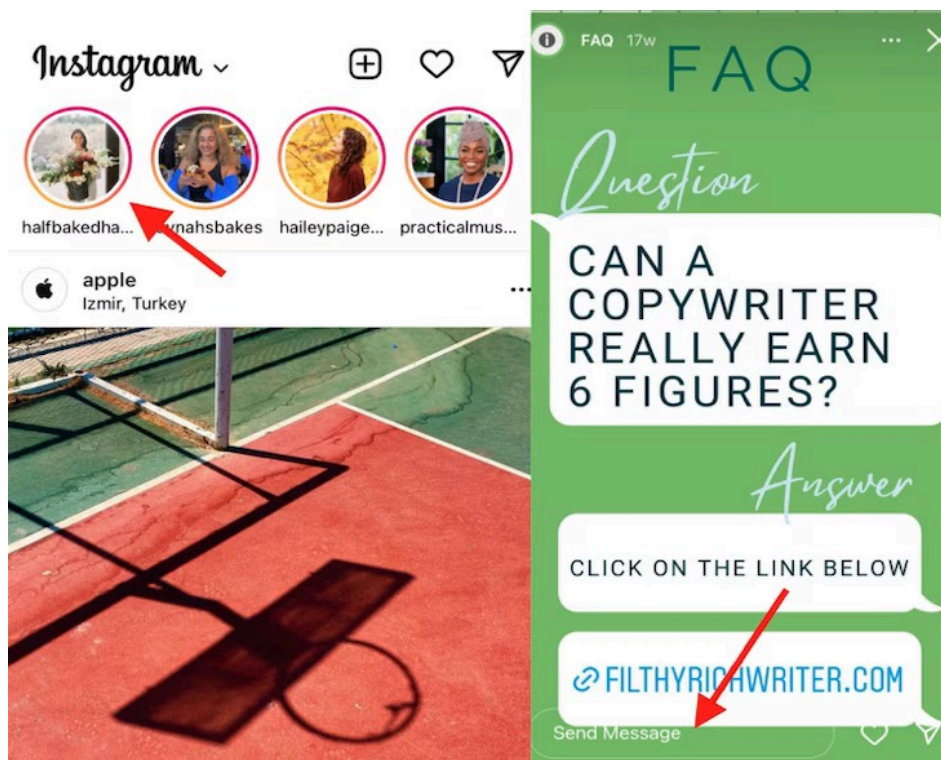 Instagram
halfbakedha... ynahsbakes haileypaige... practicalmus...
apple
Izmir, Turkey
FAQ 17w
FAQ
Question
CAN A
COPYWRITER
REALLY EARN
6 FIGURES?
Answer
CLICK ON THE LINK BELOW
FILTHYRICHWRITER.COM
Send Message